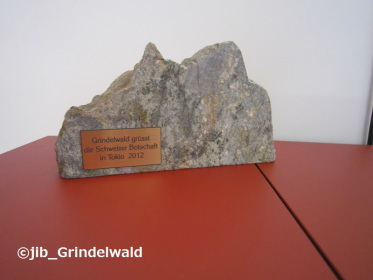 Grindelwald grüsst
die Schweizer Botschaft
in Tokio 2012
©jib_Grindelwald